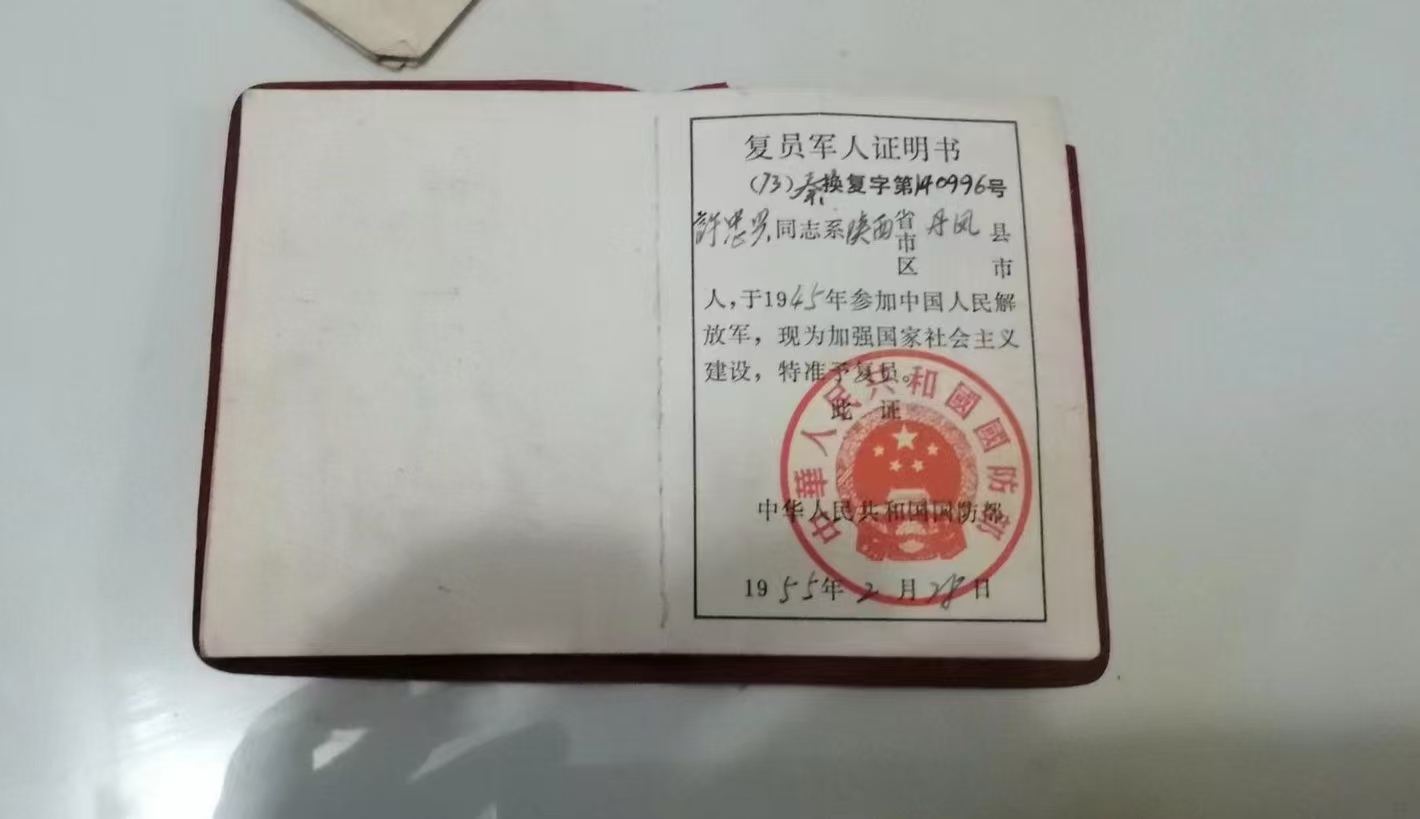 复员军人证明书
(73)秦换复字第140996号
許忠兴同志系陕西省市区丹凤县市
人，于1945年参加中国人民解
放军，现为加强国家社会主义
建设，特准予复员。
此 证
中华人民共和国国防部
1955年2月28日
中華人民共和國國防部